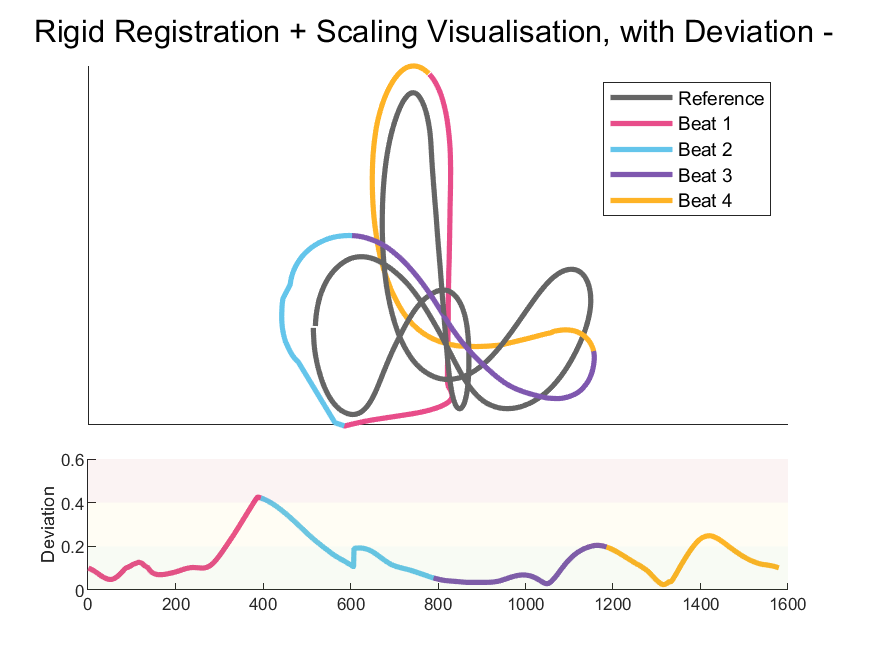 Rigid Registration + Scaling Visualisation, with Deviation -
Reference
Beat 1
Beat 2
Beat 3
Beat 4
0.6
0.4
0.2
0
Deviation
0 200 400 600 800 1000 1200 1400 1600